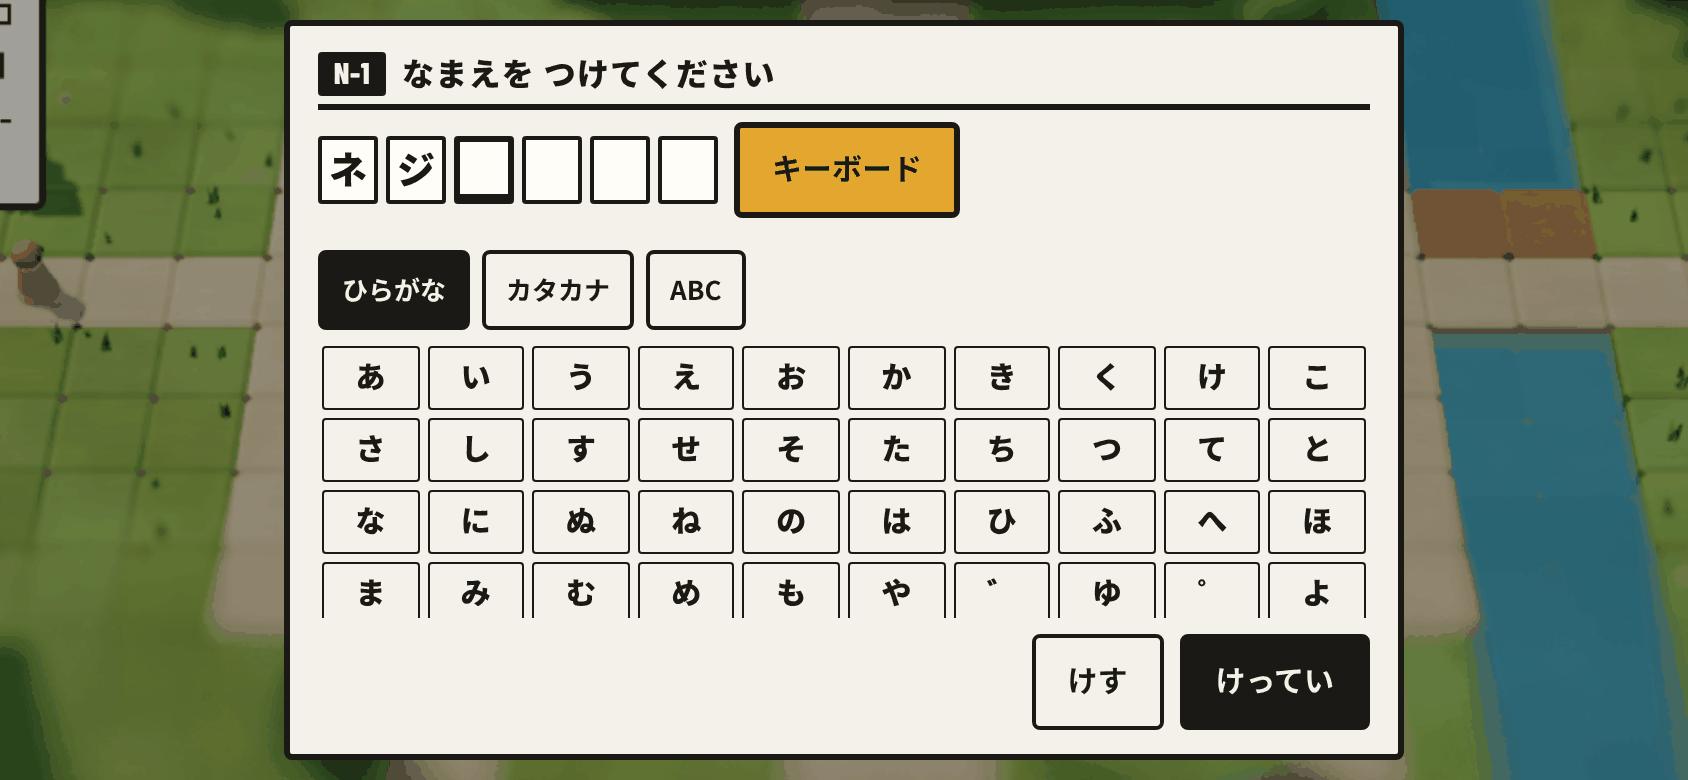 N-1 なまえを つけてください
ネ ジ キーボード
ひらがな カタカナ ABC
あ い う え お か き く け こ
さ し す せ そ た ち つ て と
な に ぬ ね の は ひ ふ へ ほ
ま み む め も や ゛ ゆ ゜ よ
けす けってい